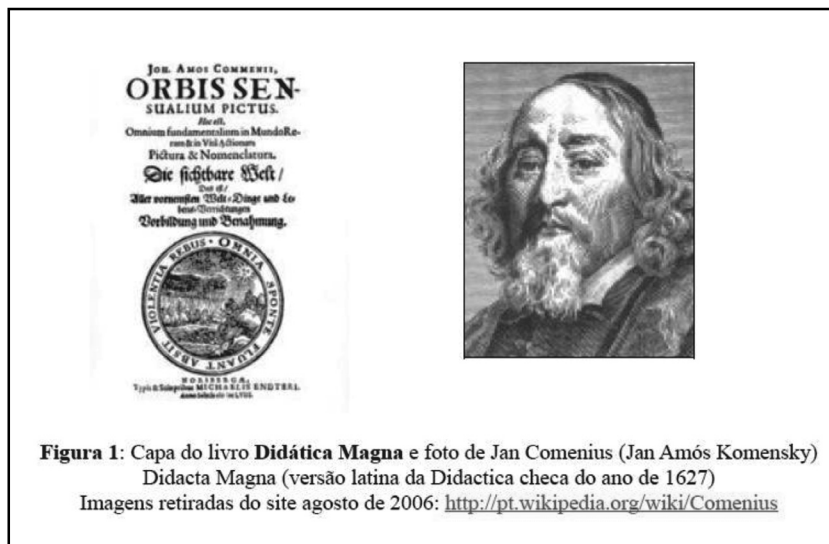 JOH. AMOS COMMENII,
ORBIS SEN-
SUALIUM PICTUS.
Hoc est,
Omnium fundamentalium in Mundo Re-
rum & in Vitâ Actionum
Pictura & Nomenclatura.
Die sichtbare Welt/
Das ist/
Aller vornemsten Welt-Dinge und Le-
bens-Verrichtungen
Vorbildung und Benahmung.
OMNIA SPONTE FLUANT ABSIT VIOLENTIA REBUS
NORIBERGÆ,
Typis & Sumptibus MICHAELIS ENDTERI.
Figura 1: Capa do livro Didática Magna e foto de Jan Comenius (Jan Amós Komensky)
Didacta Magna (versão latina da Didactica checa do ano de 1627)
Imagens retiradas do site agosto de 2006: http://pt.wikipedia.org/wiki/Comenius